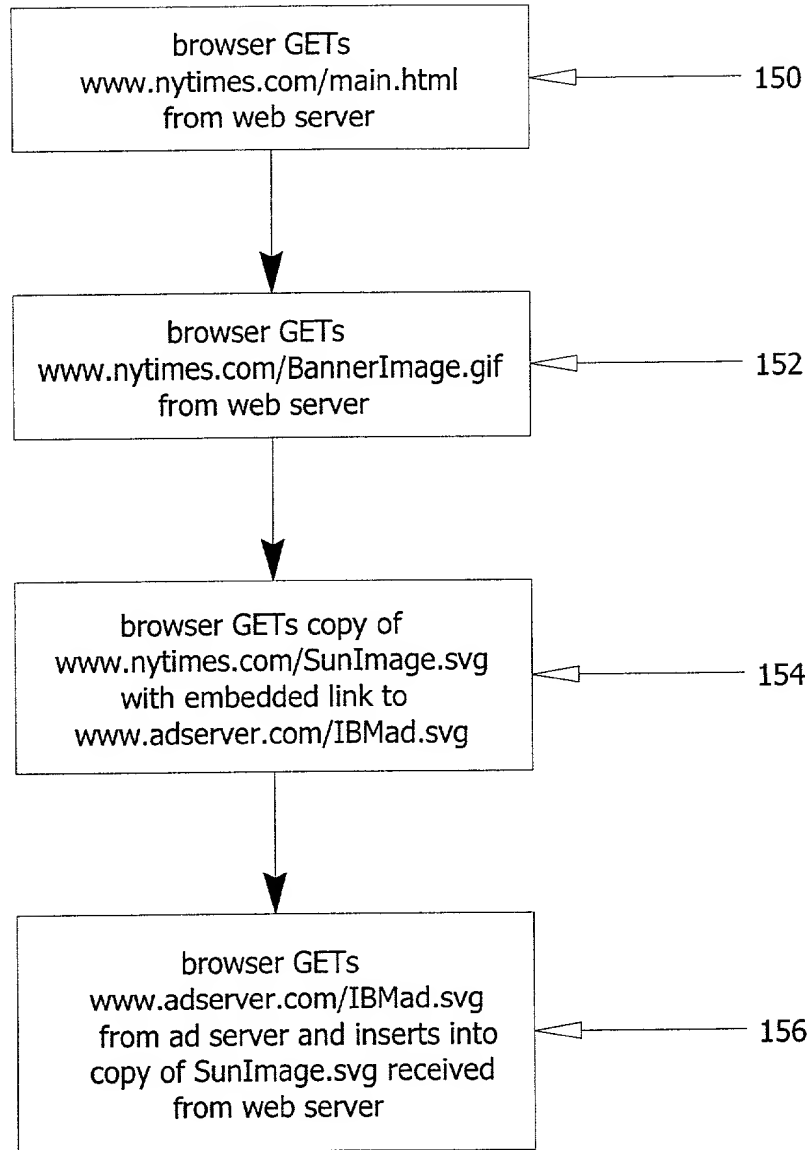 browser GETs
www.nytimes.com/main.html
from web server
150
browser GETs
www.nytimes.com/BannerImage.gif
from web server
152
browser GETs copy of
www.nytimes.com/SunImage.svg
with embedded link to
www.adserver.com/IBMad.svg
154
browser GETs
www.adserver.com/IBMad.svg
from ad server and inserts into
copy of SunImage.svg received
from web server
156